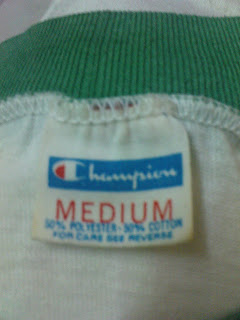 Champion
MEDIUM
50% POLYESTER - 50% COTTON
FOR CARE SEE REVERSE